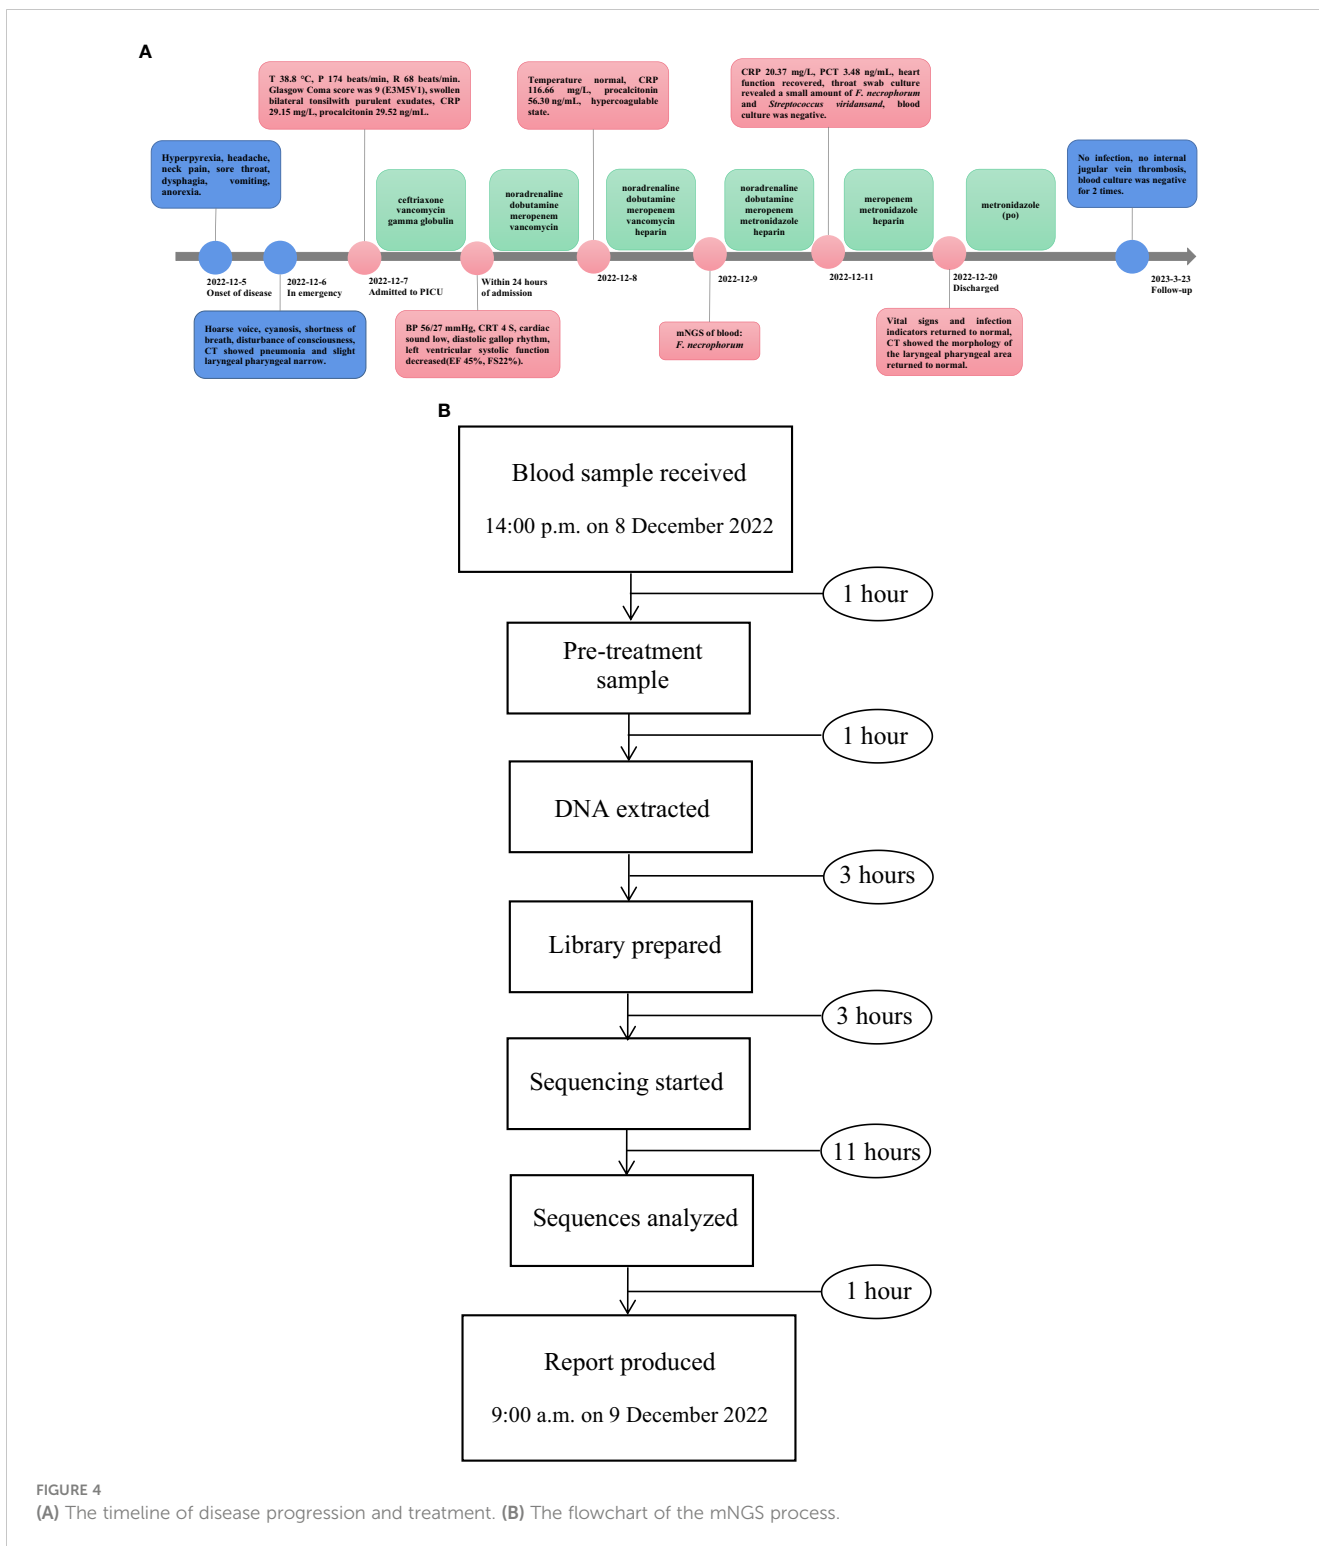 A
T 38.8 °C, P 174 beats/min, R 68 beats/min.
Glasgow Coma score was 9 (E3M5V1), swollen
bilateral tonsilwith purulent exudates, CRP
29.15 mg/L, procalcitonin 29.52 ng/mL.
Temperature normal, CRP
116.66 mg/L, procalcitonin
56.30 ng/mL, hypercoagulable
state.
CRP 20.37 mg/L, PCT 3.48 ng/mL, heart
function recovered, throat swab culture
revealed a small amount of F. necrophorum
and Streptococcus viridansand, blood
culture was negative.
Hyperpyrexia, headache,
neck pain, sore throat,
dysphagia, vomiting,
anorexia.
No infection, no internal
jugular vein thrombosis,
blood culture was negative
for 2 times.
ceftriaxone
vancomycin
gamma globulin
noradrenaline
dobutamine
meropenem
vancomycin
noradrenaline
dobutamine
meropenem
vancomycin
heparin
noradrenaline
dobutamine
meropenem
metronidazole
heparin
meropenem
metronidazole
heparin
metronidazole
(po)
2022-12-5
Onset of disease
2022-12-6
In emergency
2022-12-7
Admitted to PICU
Within 24 hours
of admission
2022-12-8
2022-12-9
2022-12-11
2022-12-20
Discharged
2023-3-23
Follow-up
Hoarse voice, cyanosis, shortness of
breath, disturbance of consciousness,
CT showed pneumonia and slight
laryngeal pharyngeal narrow.
BP 56/27 mmHg, CRT 4 S, cardiac
sound low, diastolic gallop rhythm,
left ventricular systolic function
decreased(EF 45%, FS22%).
mNGS of blood:
F. necrophorum
Vital signs and infection
indicators returned to normal,
CT showed the morphology of
the laryngeal pharyngeal area
returned to normal.
B
Blood sample received
14:00 p.m. on 8 December 2022
1 hour
Pre-treatment
sample
1 hour
DNA extracted
3 hours
Library prepared
3 hours
Sequencing started
11 hours
Sequences analyzed
1 hour
Report produced
9:00 a.m. on 9 December 2022
FIGURE 4
(A) The timeline of disease progression and treatment. (B) The flowchart of the mNGS process.